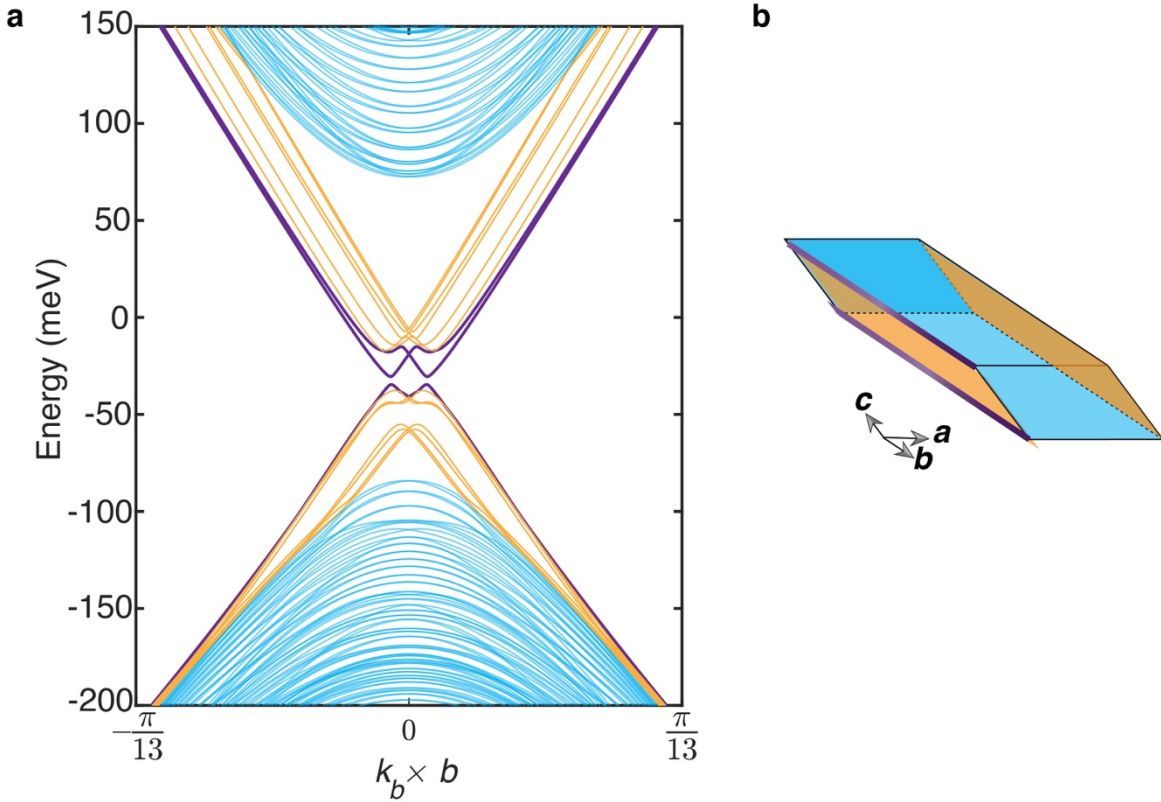 a
150
100
50
0
-50
-100
-150
-200
Energy (meV)
−π/13
0
π/13
k_b × b
b
c
a
b